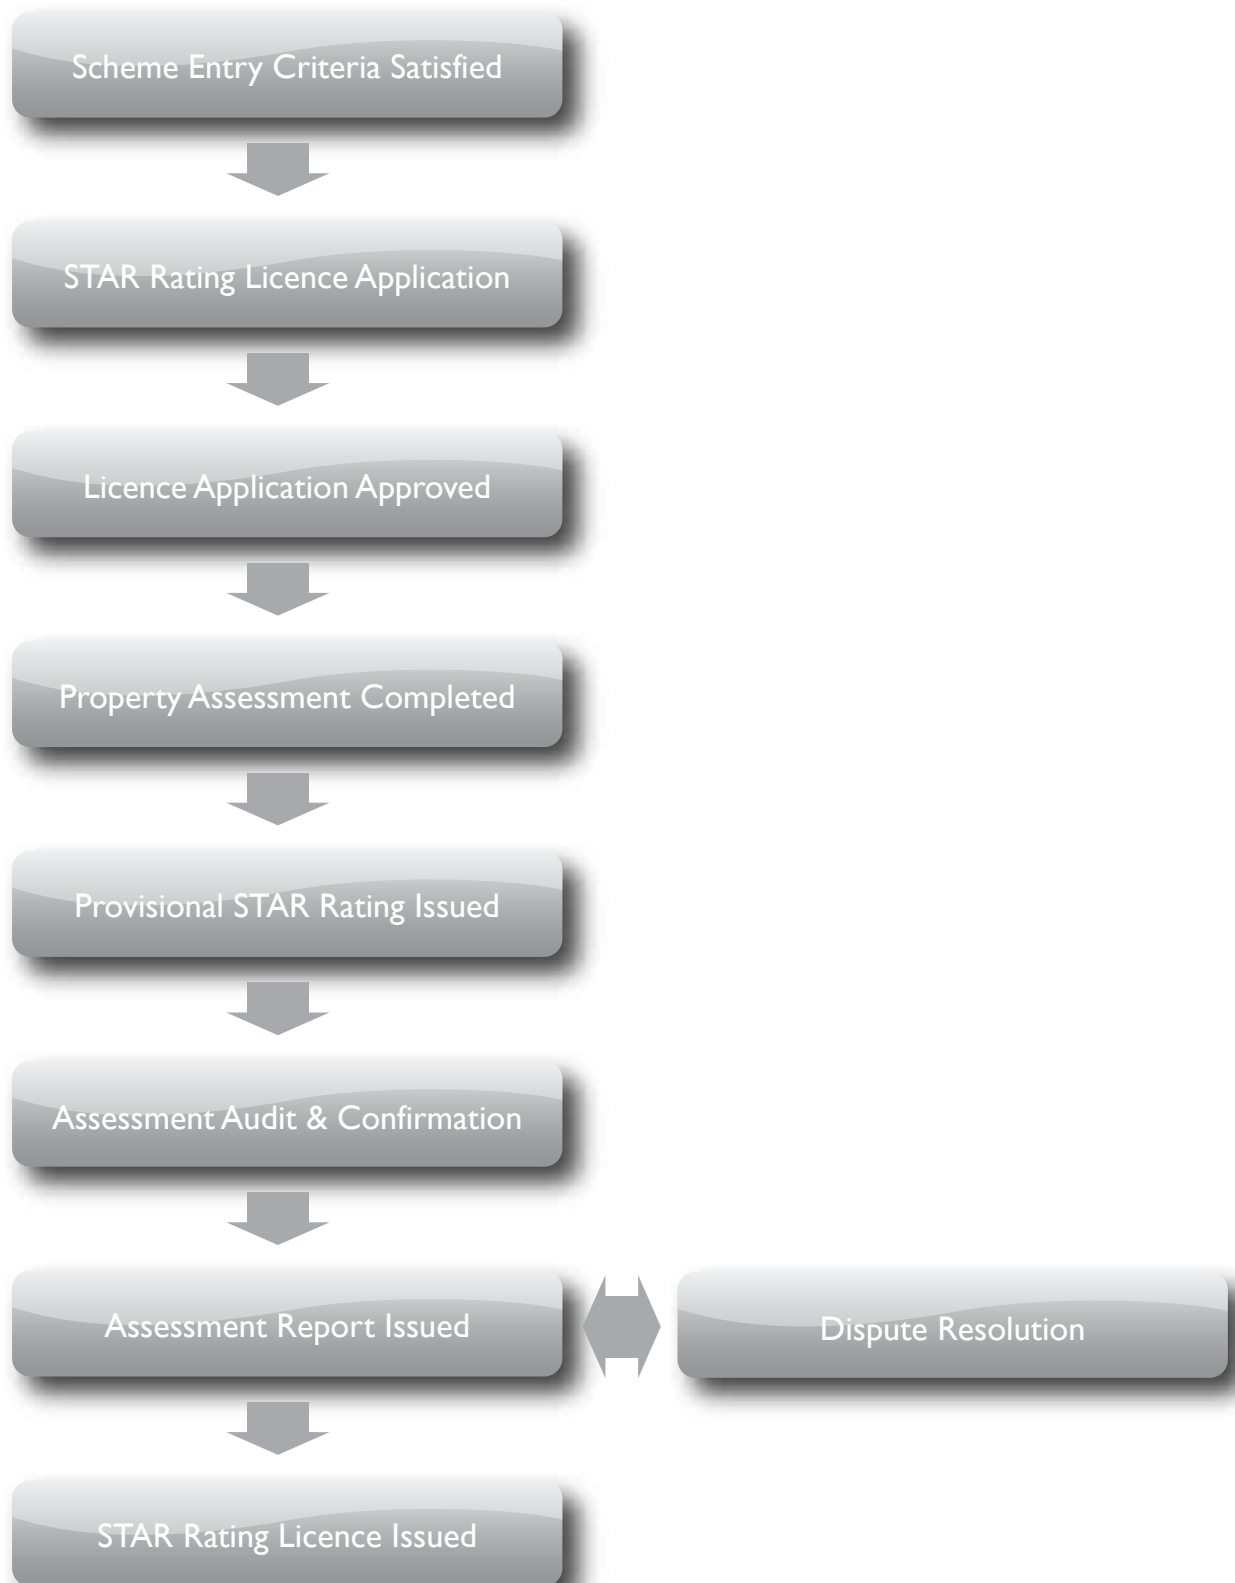 Scheme Entry Criteria Satisfied
STAR Rating Licence Application
Licence Application Approved
Property Assessment Completed
Provisional STAR Rating Issued
Assessment Audit & Confirmation
Assessment Report Issued
Dispute Resolution
STAR Rating Licence Issued